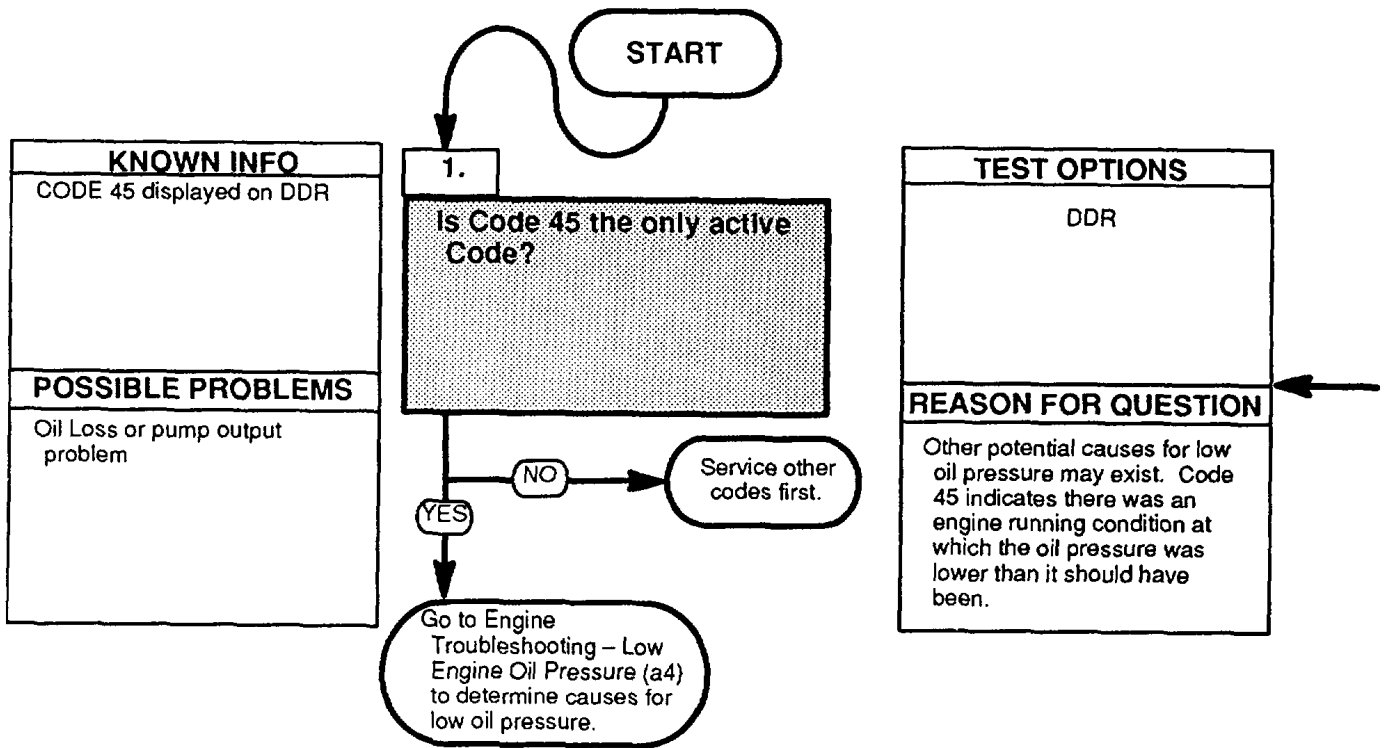 START
KNOWN INFO
CODE 45 displayed on DDR
POSSIBLE PROBLEMS
Oil Loss or pump output
problem
1.
Is Code 45 the only active
Code?
NO
Service other
codes first.
YES
Go to Engine
Troubleshooting – Low
Engine Oil Pressure (a4)
to determine causes for
low oil pressure.
TEST OPTIONS
DDR
REASON FOR QUESTION
Other potential causes for low
oil pressure may exist. Code
45 indicates there was an
engine running condition at
which the oil pressure was
lower than it should have
been.